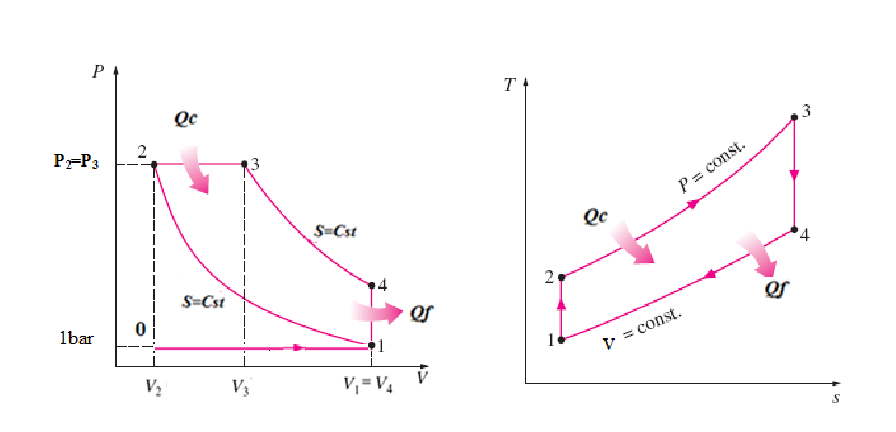 P
Qc
2
P₂=P₃
3
S=Cst
4
S=Cst
Qf
0
1bar
1
V₂
V₃
V₁ = V₄
V
T
3
P = const.
Qc
4
2
Qf
1
V = const.
s